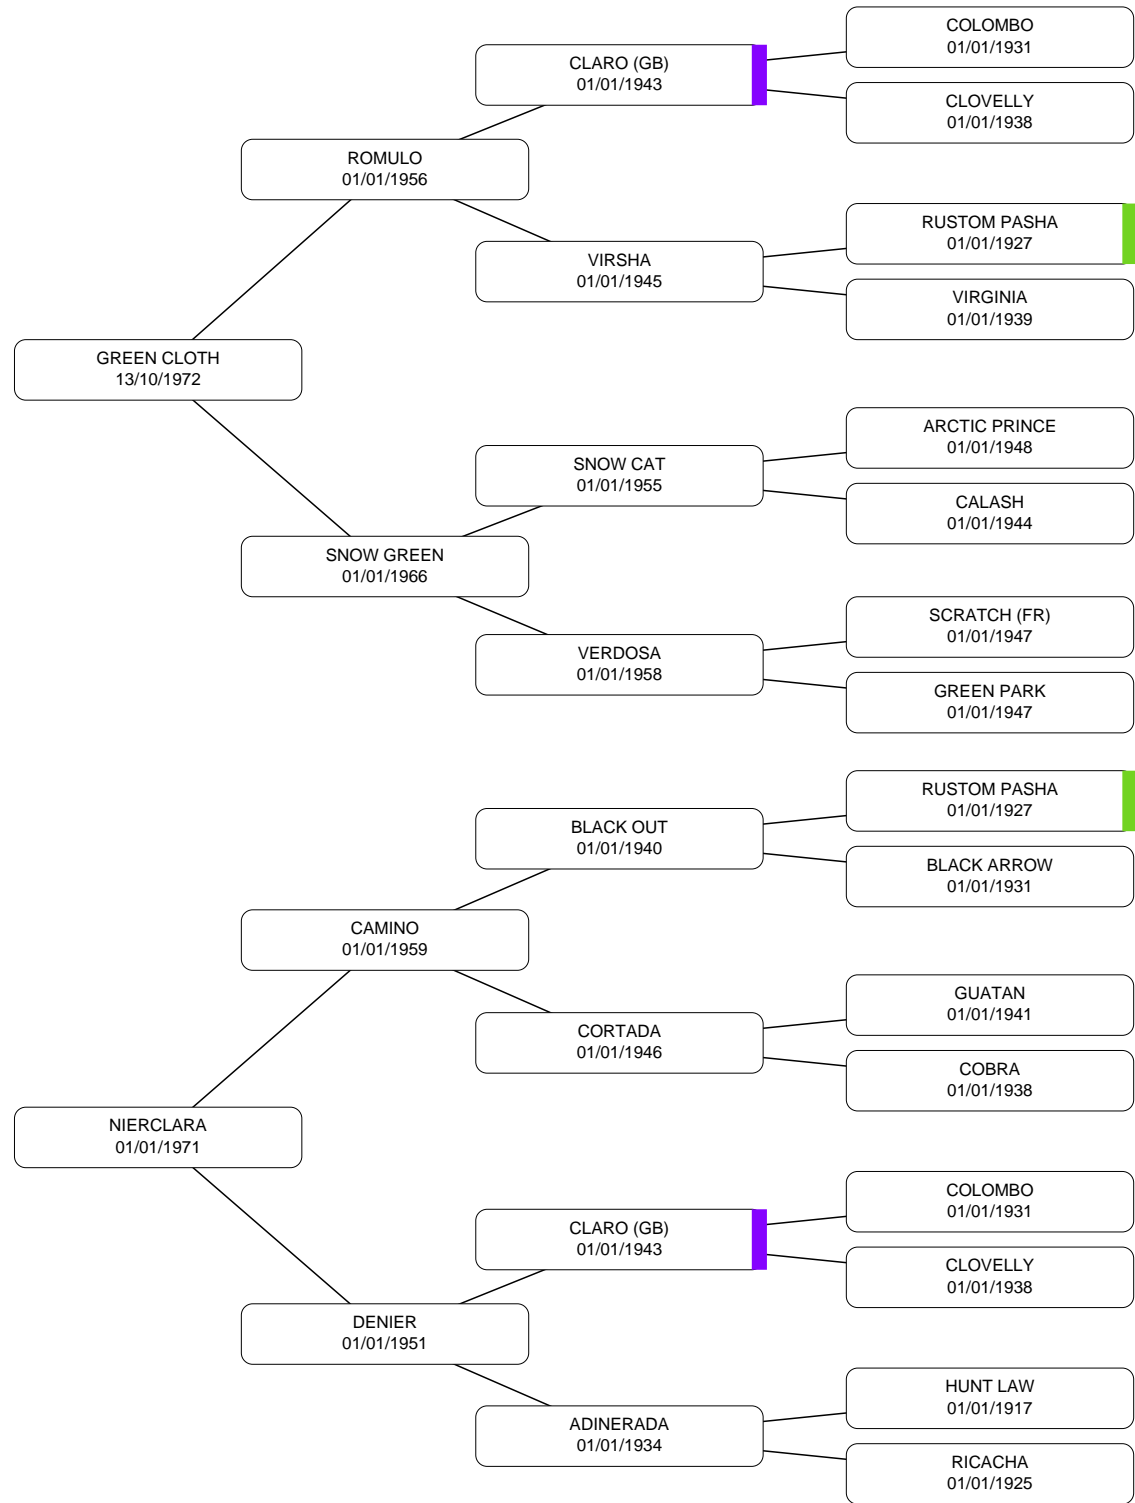 COLOMBO
01/01/1931
CLARO (GB)
01/01/1943
CLOVELLY
01/01/1938
ROMULO
01/01/1956
RUSTOM PASHA
01/01/1927
VIRSHA
01/01/1945
VIRGINIA
01/01/1939
GREEN CLOTH
13/10/1972
ARCTIC PRINCE
01/01/1948
SNOW CAT
01/01/1955
CALASH
01/01/1944
SNOW GREEN
01/01/1966
SCRATCH (FR)
01/01/1947
VERDOSA
01/01/1958
GREEN PARK
01/01/1947
RUSTOM PASHA
01/01/1927
BLACK OUT
01/01/1940
BLACK ARROW
01/01/1931
CAMINO
01/01/1959
GUATAN
01/01/1941
CORTADA
01/01/1946
COBRA
01/01/1938
NIERCLARA
01/01/1971
COLOMBO
01/01/1931
CLARO (GB)
01/01/1943
CLOVELLY
01/01/1938
DENIER
01/01/1951
HUNT LAW
01/01/1917
ADINERADA
01/01/1934
RICACHA
01/01/1925